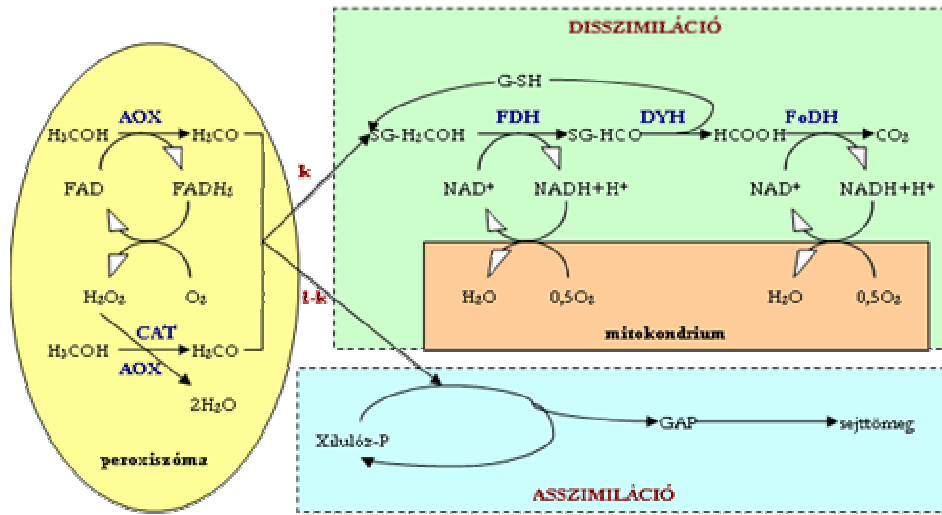 DISSZIMILÁCIÓ
G-SH
AOX
H₃COH
H₂CO
FAD
FADH₂
H₂O₂
O₂
CAT
H₃COH
H₂CO
AOX
2H₂O
peroxiszóma
k
1-k
SG-H₂COH
FDH
SG-HCO
DYH
HCOOH
FoDH
CO₂
NAD⁺
NADH+H⁺
NAD⁺
NADH+H⁺
H₂O
0,5O₂
H₂O
0,5O₂
mitokondrium
Xilulóz-P
GAP
sejttömeg
ASSZIMILÁCIÓ